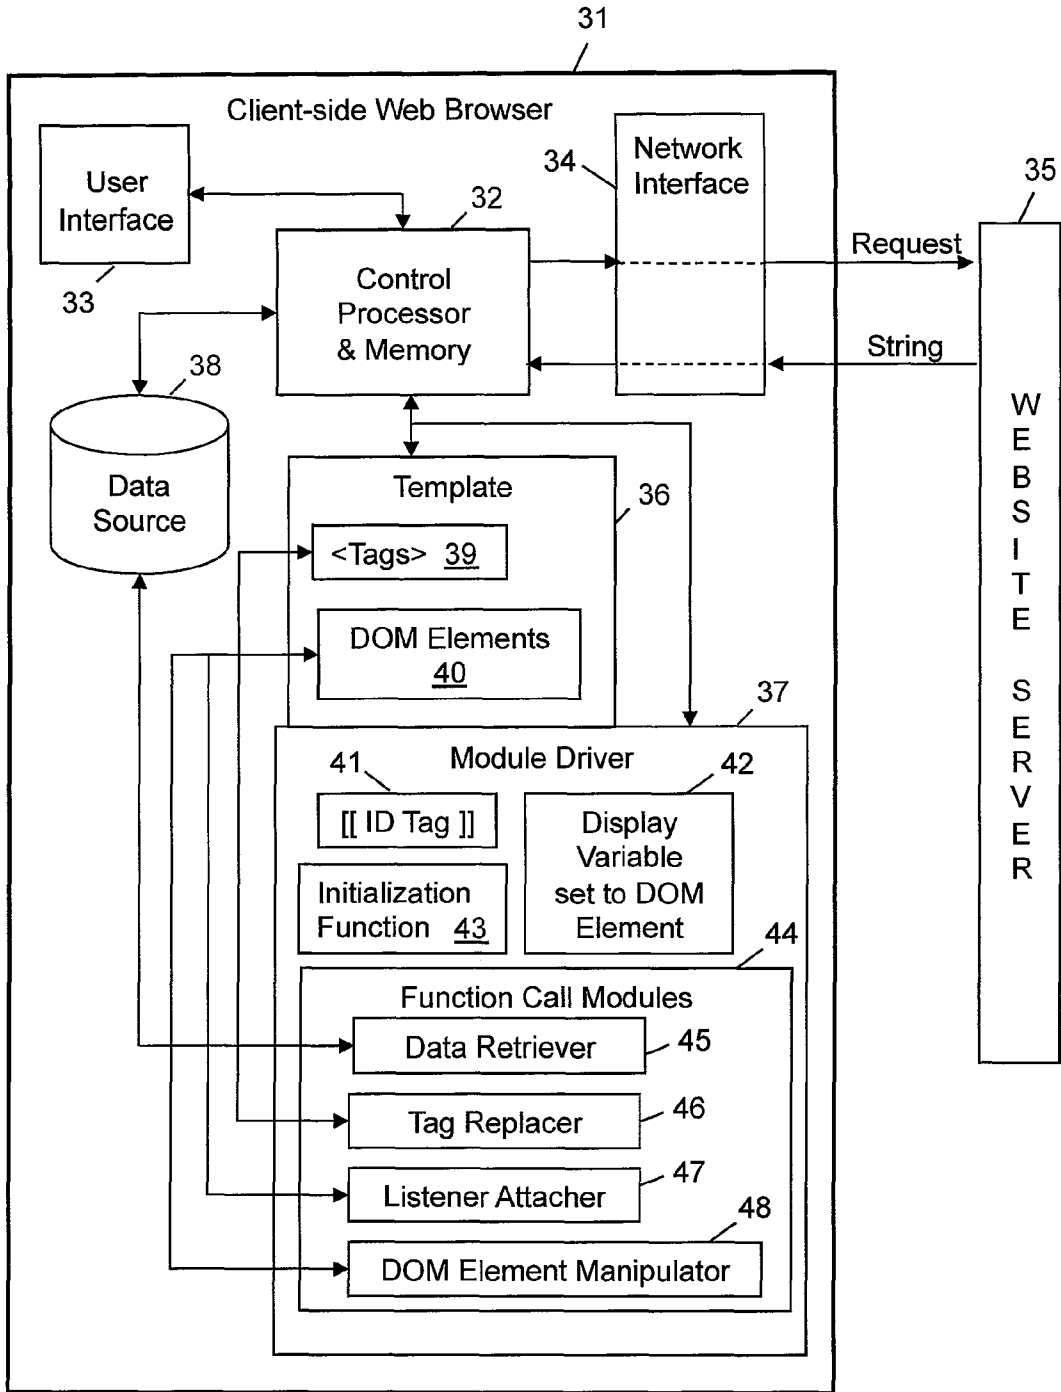 31
Client-side Web Browser
User
Interface
33
32
Control
Processor
& Memory
34
Network
Interface
35
Request
String
WEBSITE SERVER
38
Data
Source
Template
36
<Tags> 39
DOM Elements
40
37
Module Driver
41
[[ ID Tag ]]
42
Display
Variable
set to DOM
Element
Initialization
Function 43
44
Function Call Modules
Data Retriever
45
Tag Replacer
46
Listener Attacher
47
48
DOM Element Manipulator